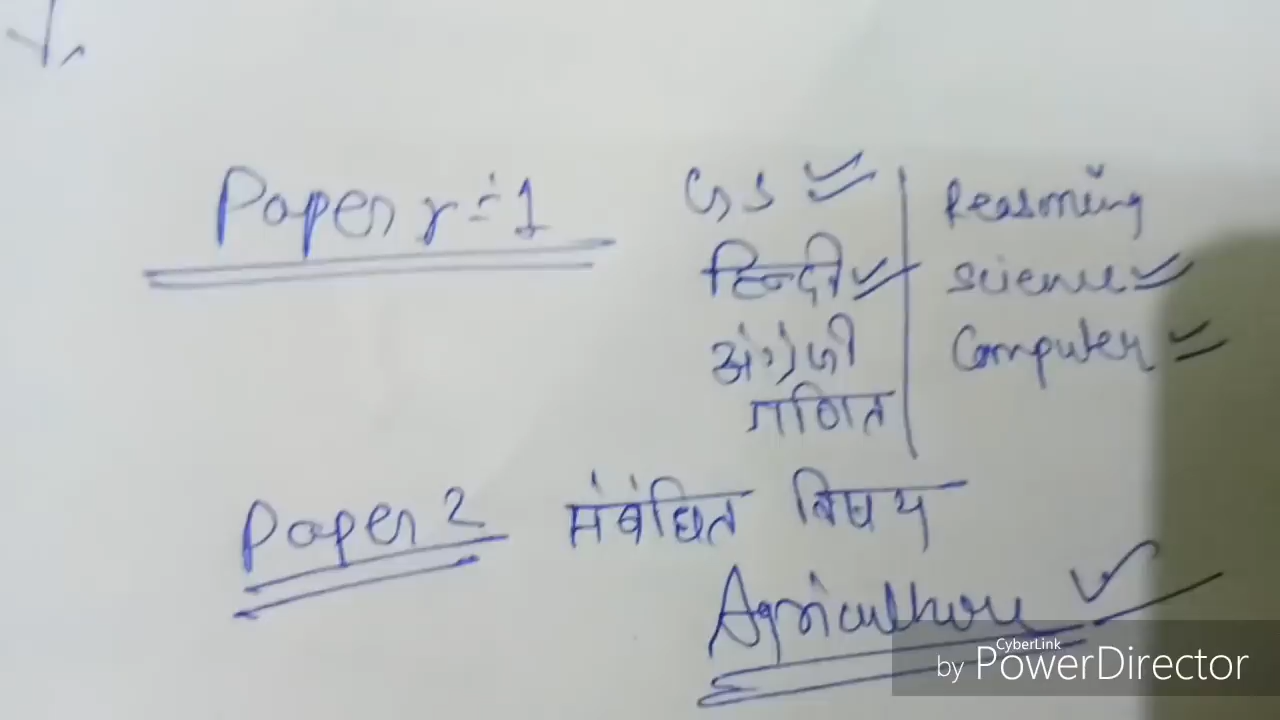 Paper r-:1
GS
हिन्दी
अंग्रेजी
गणित
Reasoning
Science
Computer
Paper 2 संबंधित विषय
Agriculture
CyberLink
by PowerDirector